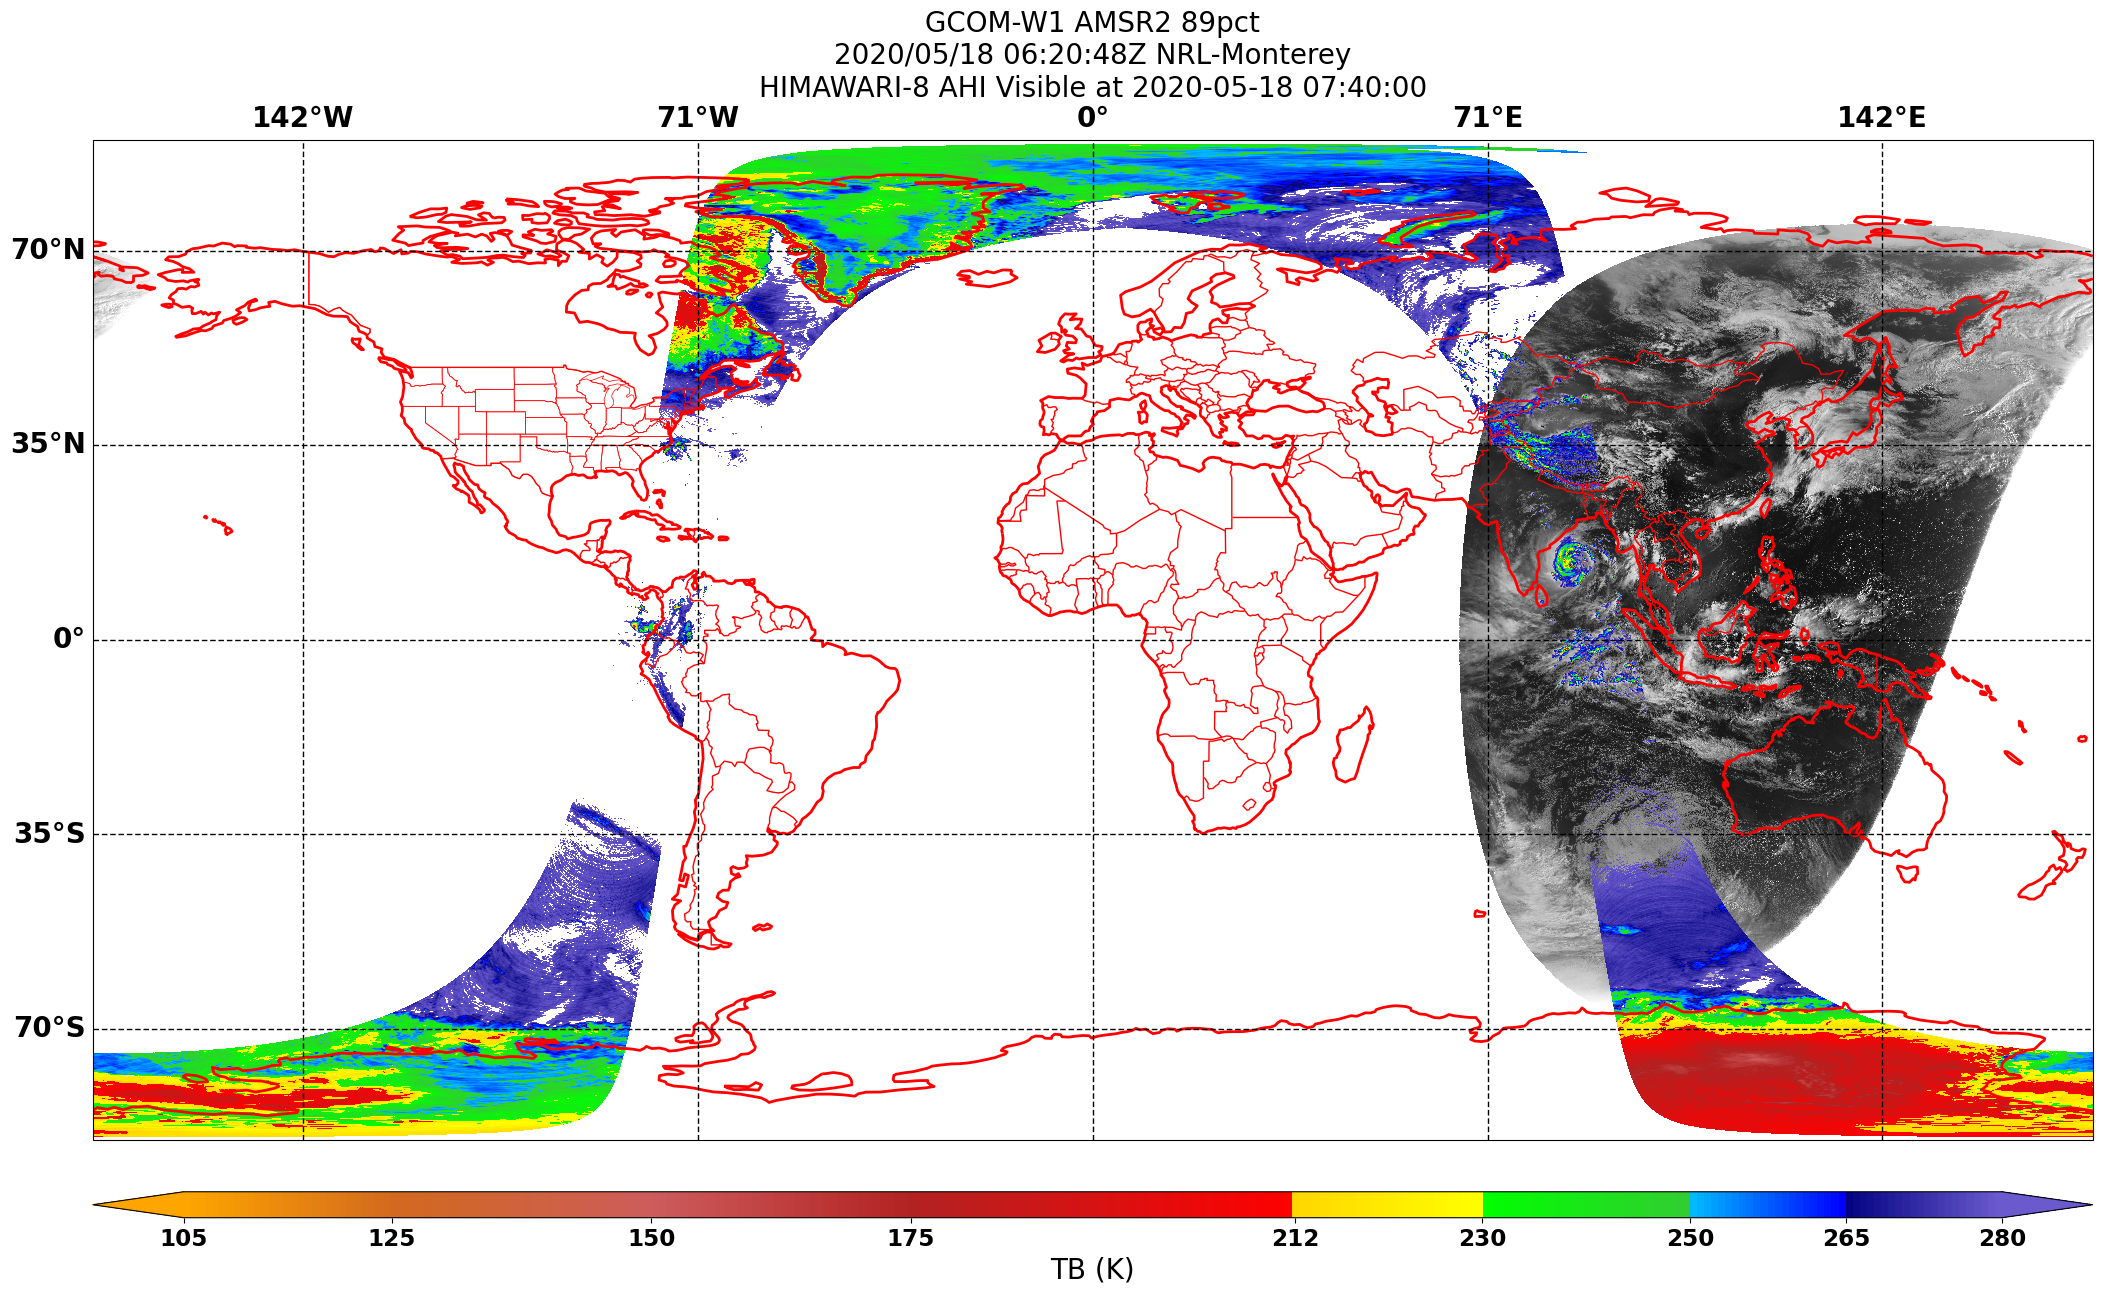 GCOM-W1 AMSR2 89pct
2020/05/18 06:20:48Z NRL-Monterey
HIMAWARI-8 AHI Visible at 2020-05-18 07:40:00
142°W 71°W 0° 71°E 142°E
70°N
35°N
0°
35°S
70°S
105 125 150 175 212 230 250 265 280
TB (K)